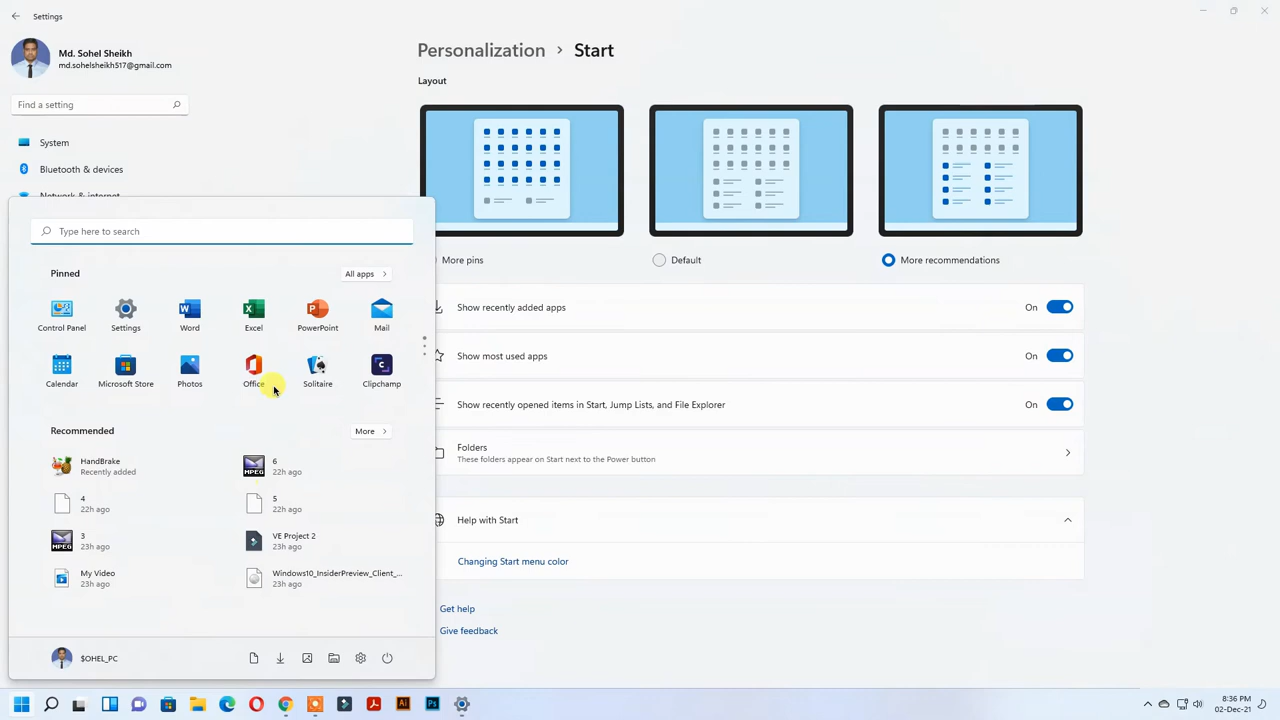 Settings
Md. Sohel Sheikh
md.sohelsheikh517@gmail.com
Find a setting
System
Bluetooth & devices
Network & internet
Personalization > Start
Layout
More pins
Default
More recommendations
Show recently added apps
On
Show most used apps
On
Show recently opened items in Start, Jump Lists, and File Explorer
On
Folders
These folders appear on Start next to the Power button
Help with Start
Changing Start menu color
Get help
Give feedback
Type here to search
Pinned
All apps >
Control Panel
Settings
Word
Excel
PowerPoint
Mail
Calendar
Microsoft Store
Photos
Office
Solitaire
Clipchamp
Recommended
More >
HandBrake
Recently added
6
22h ago
4
22h ago
5
22h ago
3
23h ago
VE Project 2
23h ago
My Video
23h ago
Windows10_InsiderPreview_Client_...
23h ago
$OHEL_PC
8:36 PM
02-Dec-21